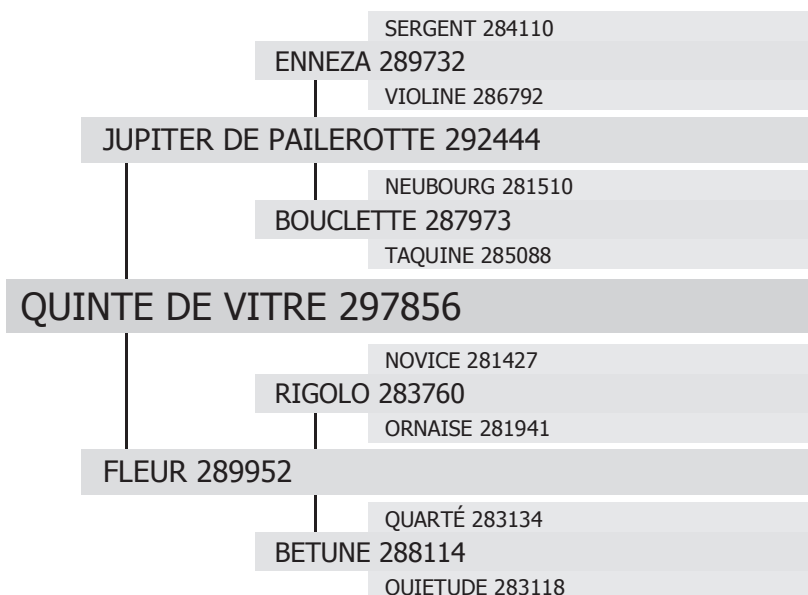 SERGENT 284110
ENNEZA 289732
VIOLINE 286792
JUPITER DE PAILEROTTE 292444
NEUBOURG 281510
BOUCLETTE 287973
TAQUINE 285088
QUINTE DE VITRE 297856
NOVICE 281427
RIGOLO 283760
ORNAISE 281941
FLEUR 289952
QUARTÉ 283134
BETUNE 288114
QUIETUDE 283118